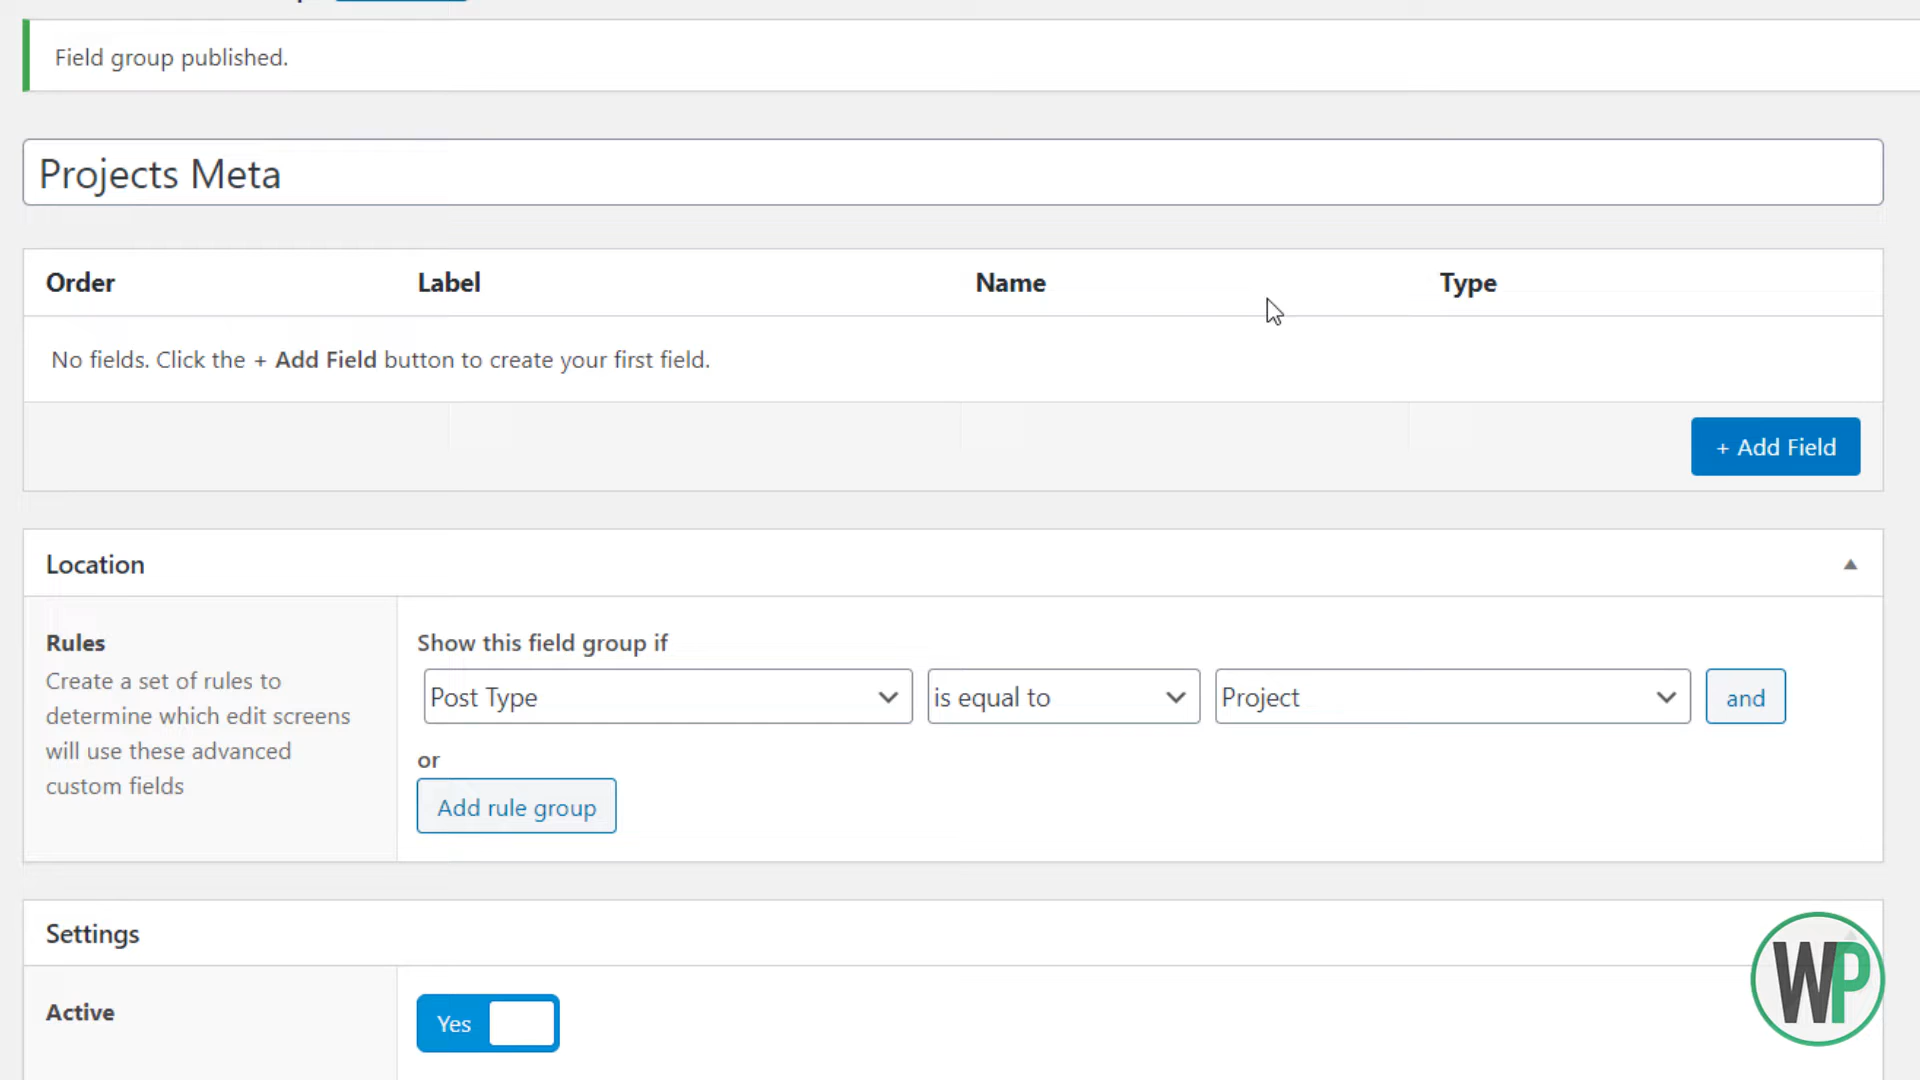 Field group published.
Projects Meta
Order Label Name Type
No fields. Click the + Add Field button to create your first field.
+ Add Field
Location
Rules
Create a set of rules to
determine which edit screens
will use these advanced
custom fields
Show this field group if
Post Type is equal to Project and
or
Add rule group
Settings
Active
Yes
WP